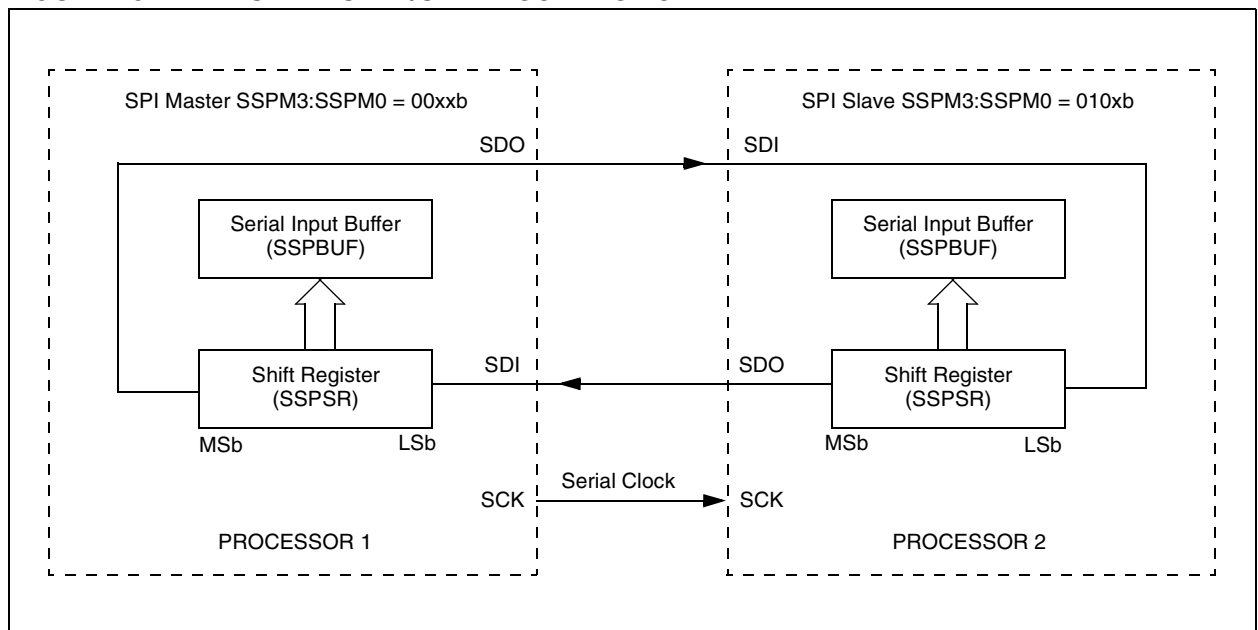 SPI Master SSPM3:SSPM0 = 00xxb
SPI Slave SSPM3:SSPM0 = 010xb
SDO
SDI
Serial Input Buffer
(SSPBUF)
Serial Input Buffer
(SSPBUF)
Shift Register
(SSPSR)
SDI
SDO
Shift Register
(SSPSR)
MSb
LSb
MSb
LSb
Serial Clock
SCK
SCK
PROCESSOR 1
PROCESSOR 2